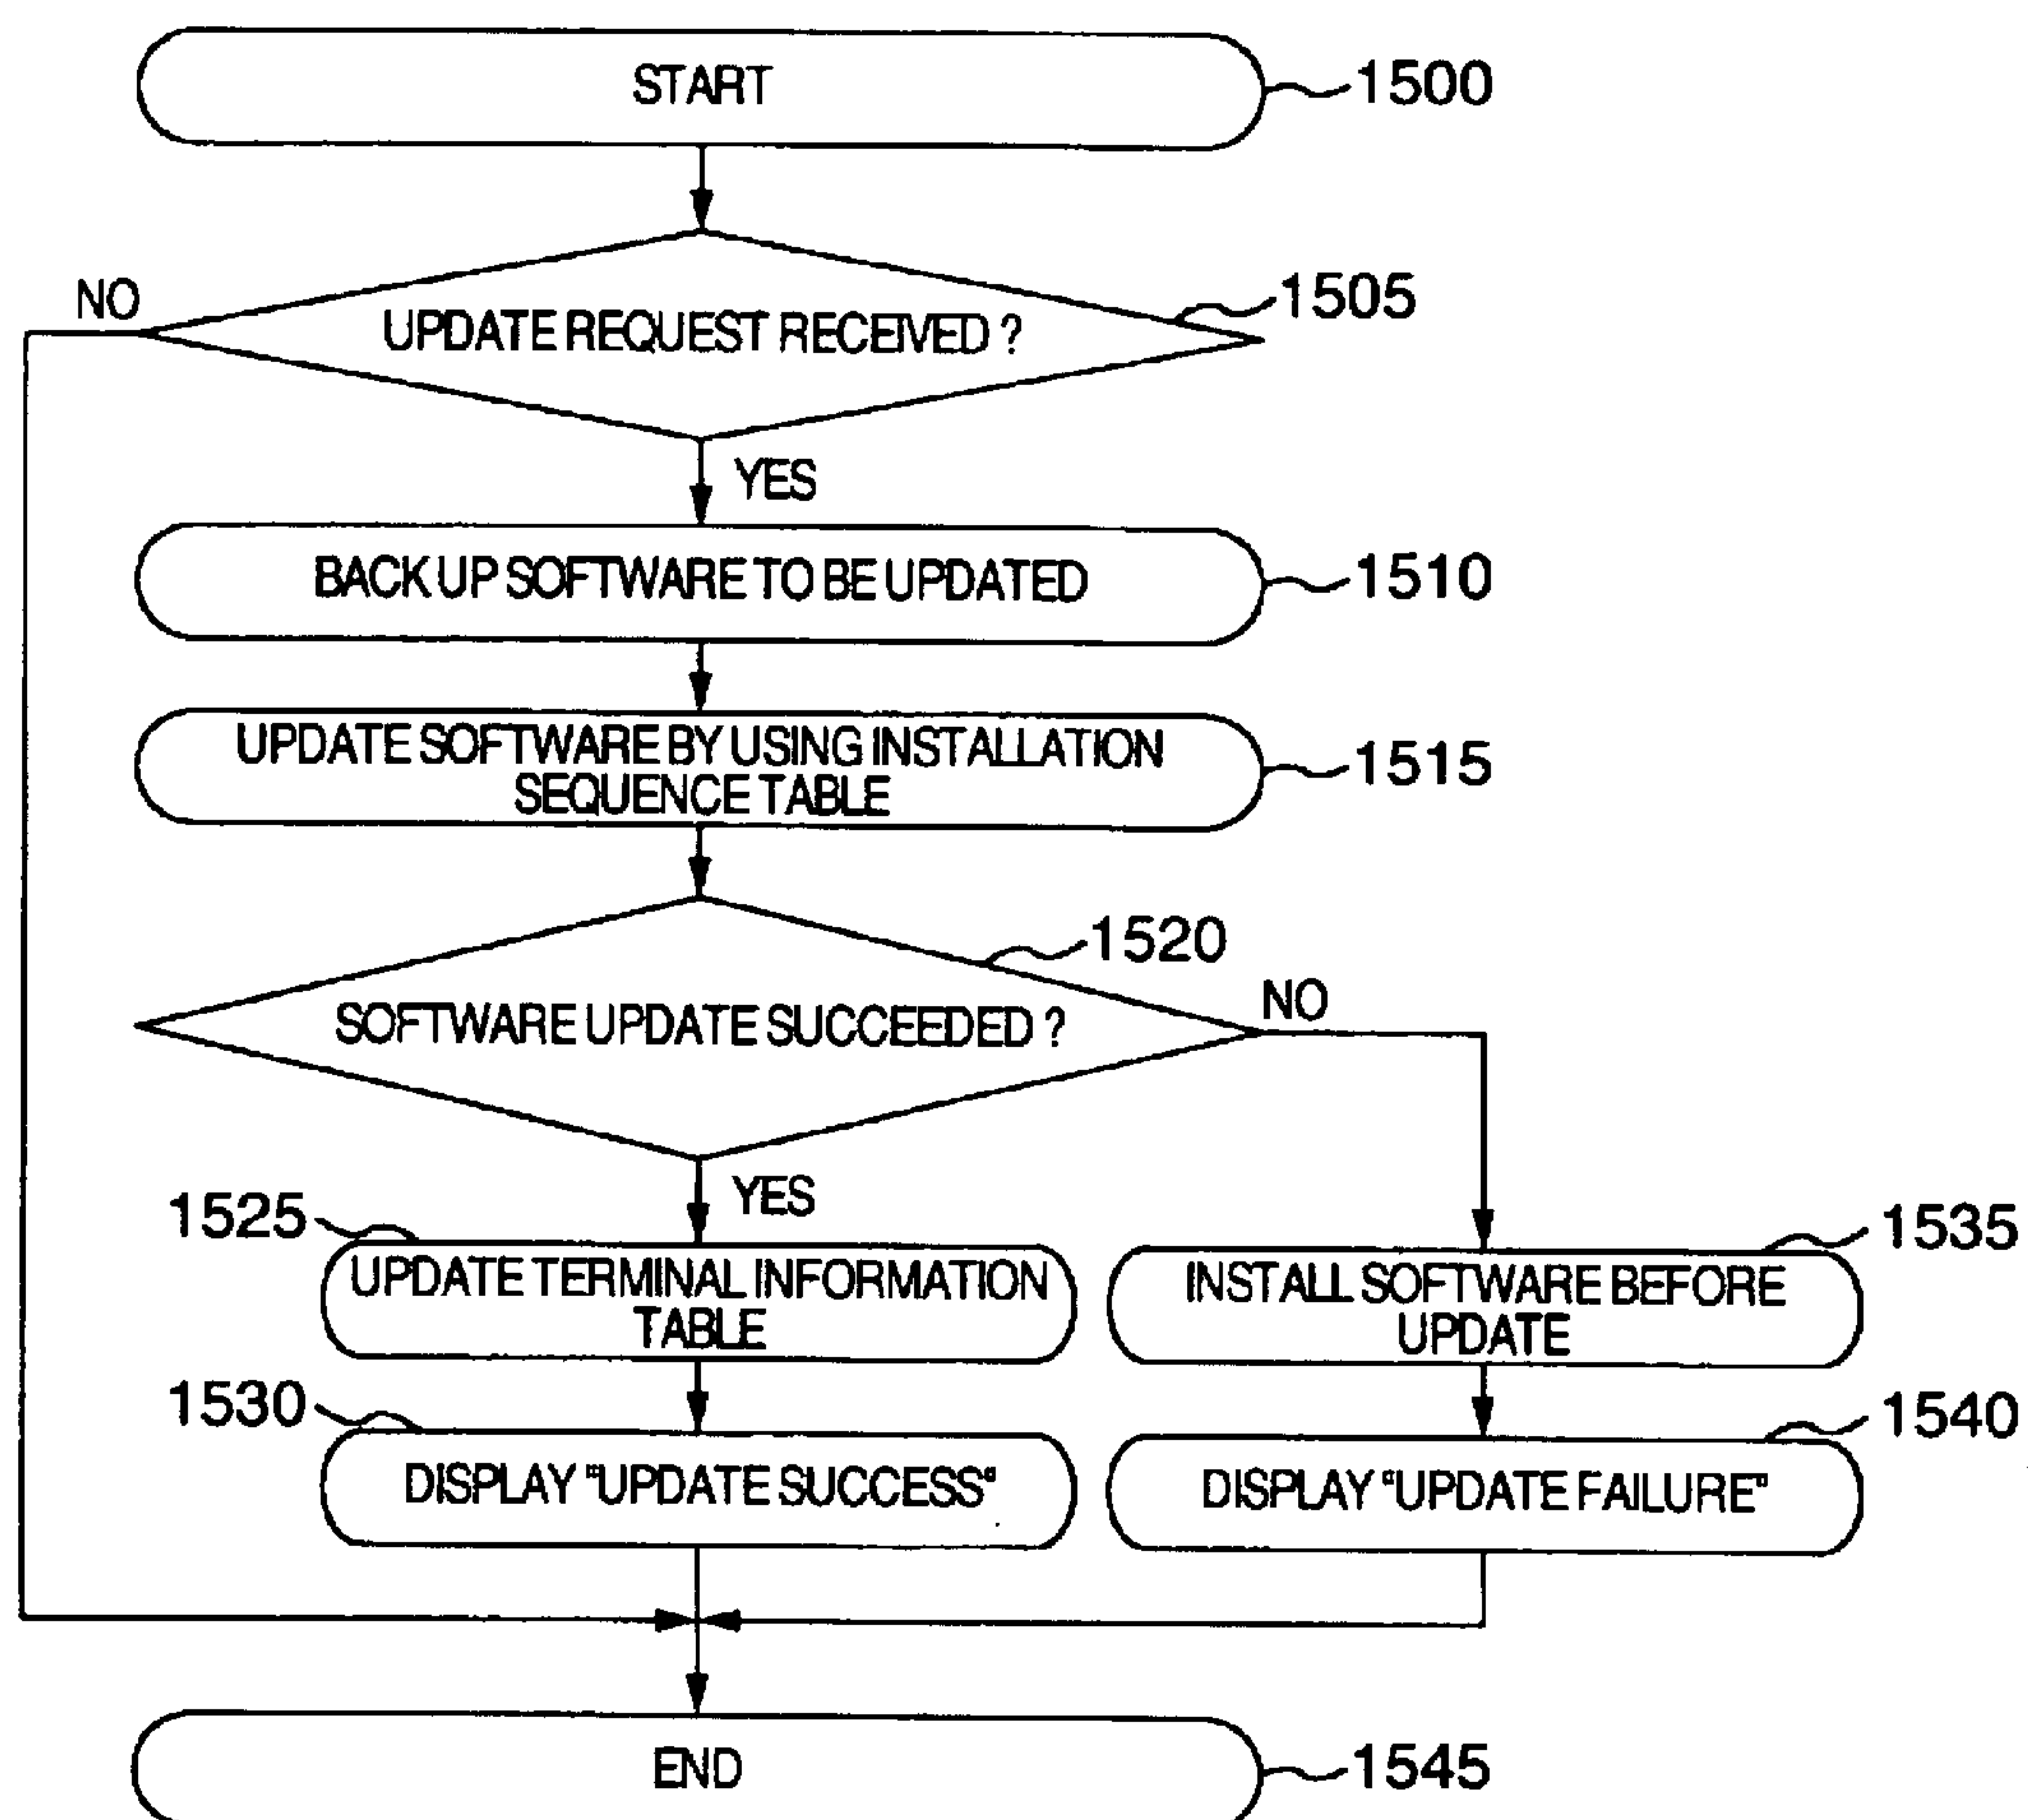 START
1500
NO
UPDATE REQUEST RECEIVED ?
1505
YES
BACK UP SOFTWARE TO BE UPDATED
1510
UPDATE SOFTWARE BY USING INSTALLATION
SEQUENCE TABLE
1515
1520
SOFTWARE UPDATE SUCCEEDED ?
NO
YES
1525
UPDATE TERMINAL INFORMATION
TABLE
1535
INSTALL SOFTWARE BEFORE
UPDATE
1530
DISPLAY "UPDATE SUCCESS"
1540
DISPLAY "UPDATE FAILURE"
END
1545